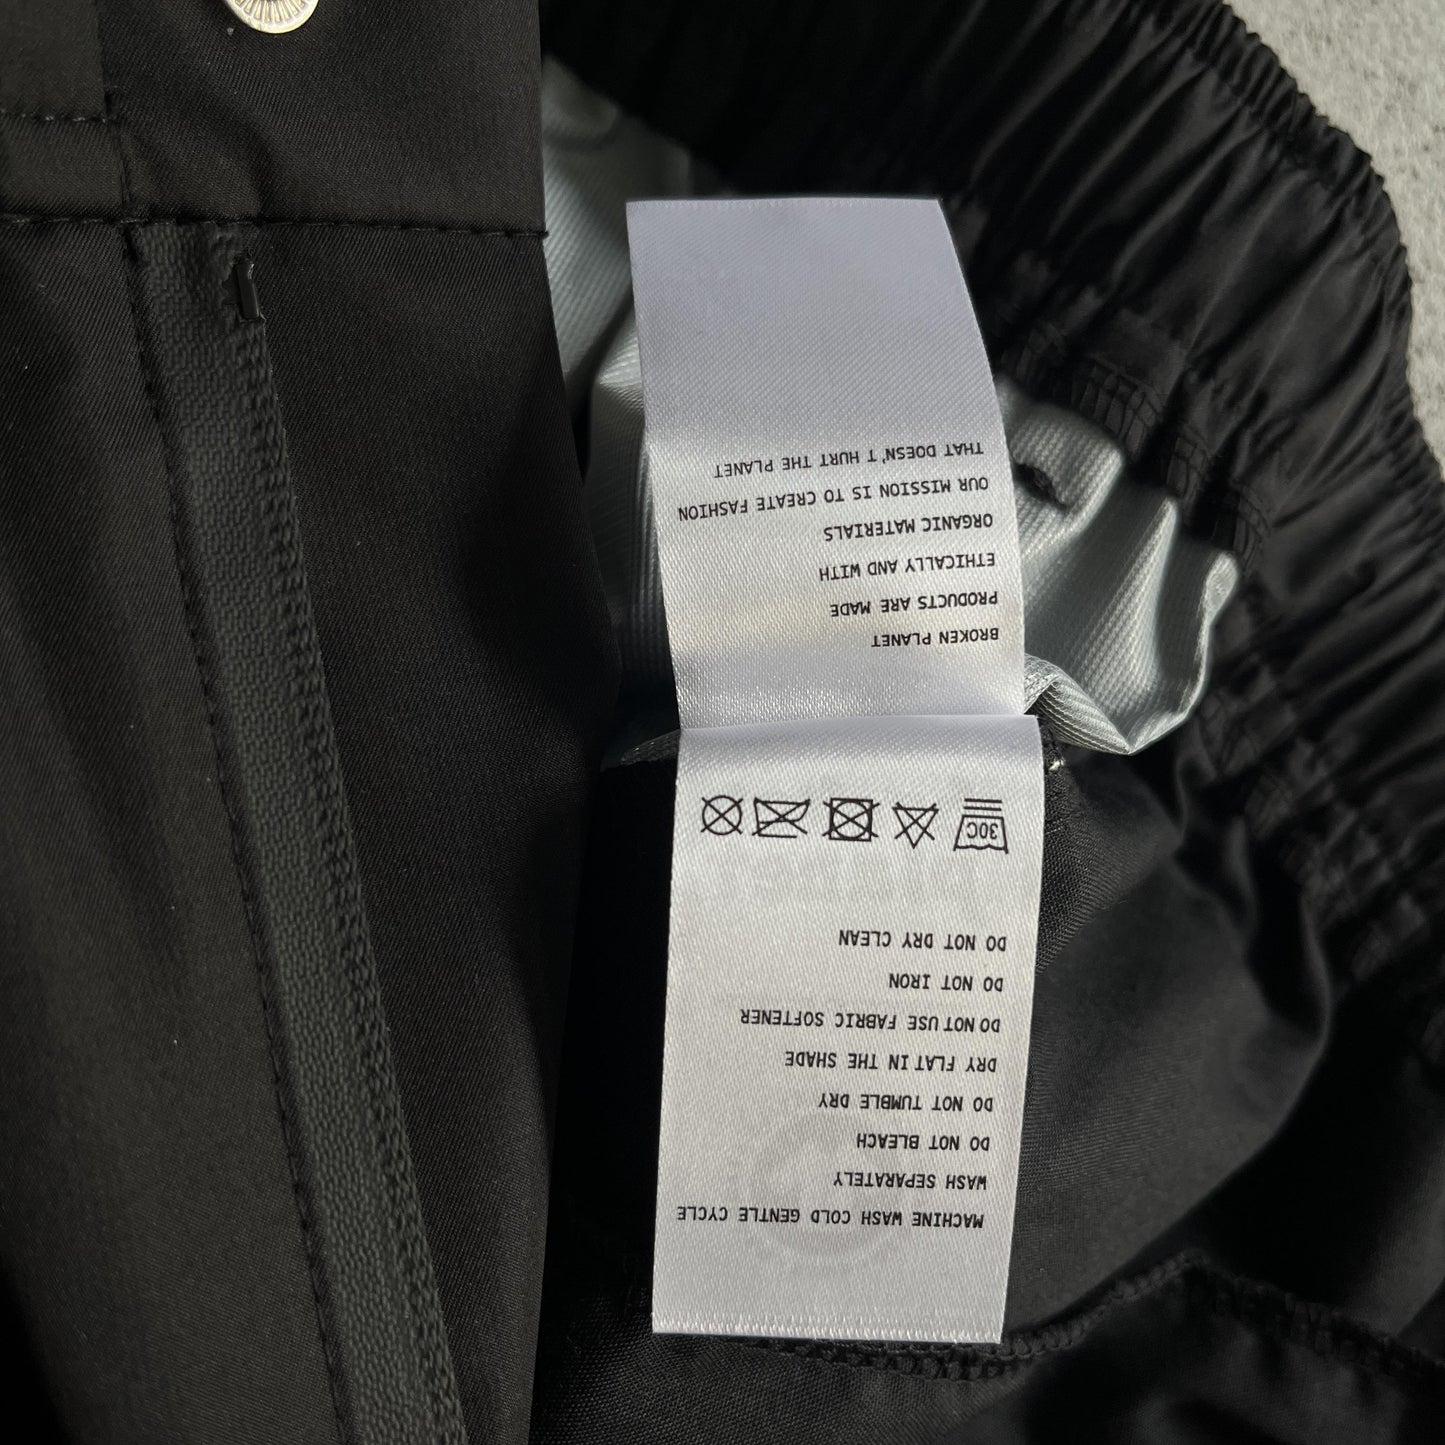 MACHINE WASH COLD GENTLE CYCLE
WASH SEPARATELY
DO NOT BLEACH
DO NOT TUMBLE DRY
DRY FLAT IN THE SHADE
DO NOT USE FABRIC SOFTENER
DO NOT IRON
DO NOT DRY CLEAN
30C
BROKEN PLANET
PRODUCTS ARE MADE
ETHICALLY AND WITH
ORGANIC MATERIALS
OUR MISSION IS TO CREATE FASHION
THAT DOESN'T HURT THE PLANET